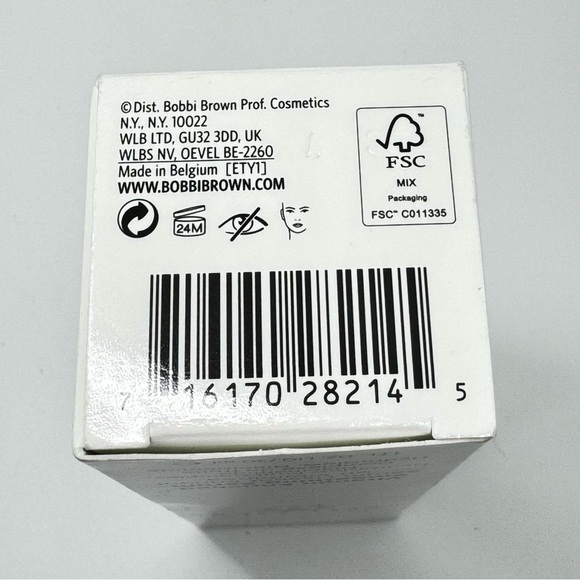 © Dist. Bobbi Brown Prof. Cosmetics
N.Y., N.Y. 10022
WLB LTD, GU32 3DD, UK
WLBS NV, OEVEL BE-2260
Made in Belgium [ETY1]
WWW.BOBBIBROWN.COM
24M
FSC
MIX
Packaging
FSC™ C011335
7 16170 28214 5